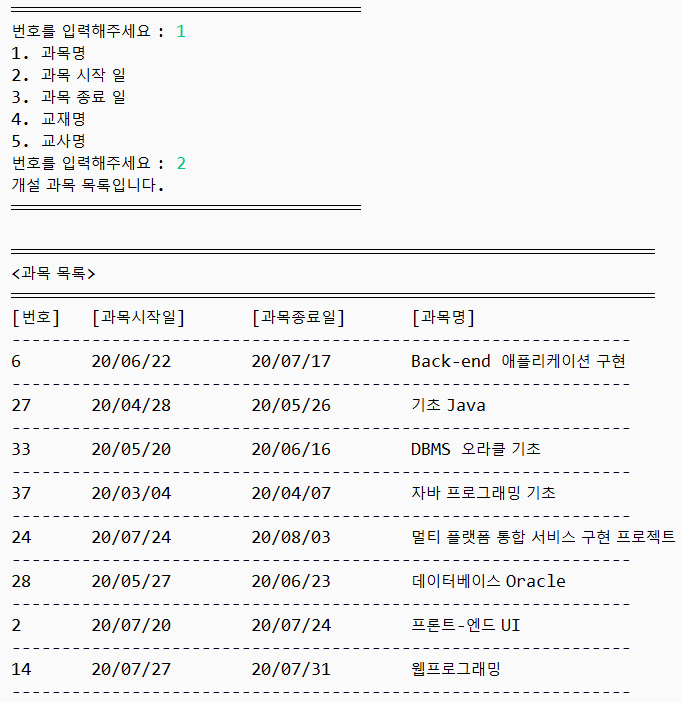 번호를 입력해주세요 : 1
1. 과목명
2. 과목 시작 일
3. 과목 종료 일
4. 교재명
5. 교사명
번호를 입력해주세요 : 2
개설 과목 목록입니다.
<과목 목록>
[번호] [과목시작일] [과목종료일] [과목명]
6 20/06/22 20/07/17 Back-end 애플리케이션 구현
27 20/04/28 20/05/26 기초 Java
33 20/05/20 20/06/16 DBMS 오라클 기초
37 20/03/04 20/04/07 자바 프로그래밍 기초
24 20/07/24 20/08/03 멀티 플랫폼 통합 서비스 구현 프로젝트
28 20/05/27 20/06/23 데이터베이스 Oracle
2 20/07/20 20/07/24 프론트-엔드 UI
14 20/07/27 20/07/31 웹프로그래밍